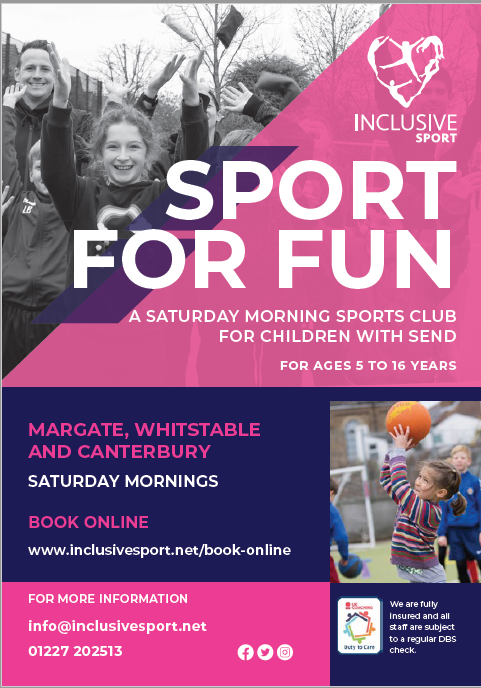 INCLUSIVE
SPORT
SPORT
FOR FUN
A SATURDAY MORNING SPORTS CLUB
FOR CHILDREN WITH SEND
FOR AGES 5 TO 16 YEARS
MARGATE, WHITSTABLE
AND CANTERBURY
SATURDAY MORNINGS
BOOK ONLINE
www.inclusivesport.net/book-online
FOR MORE INFORMATION
info@inclusivesport.net
01227 202513
UK
COACHING
Duty to Care
We are fully
insured and all
staff are subject
to a regular DBS
check.